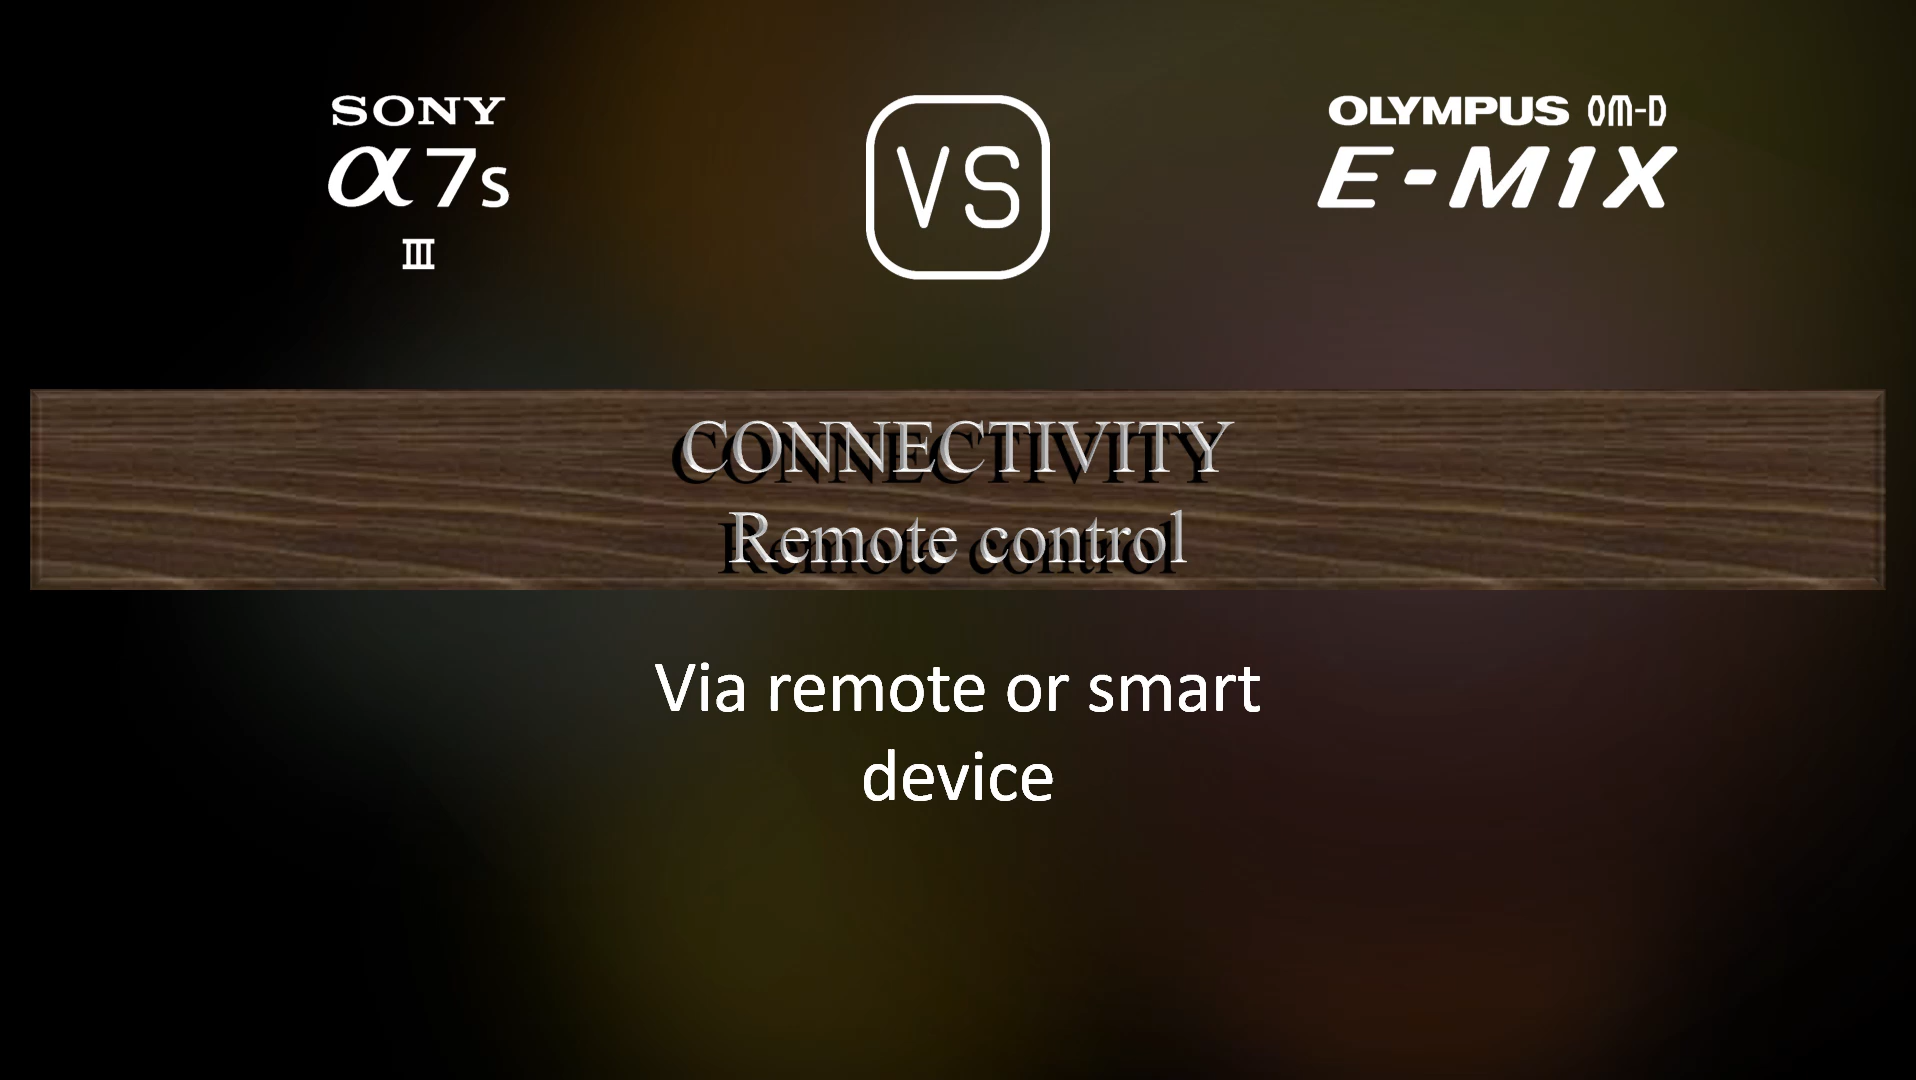 SONY
α7s
III
VS
OLYMPUS OM-D
E-M1X
CONNECTIVITY
Remote control
Via remote or smart
device